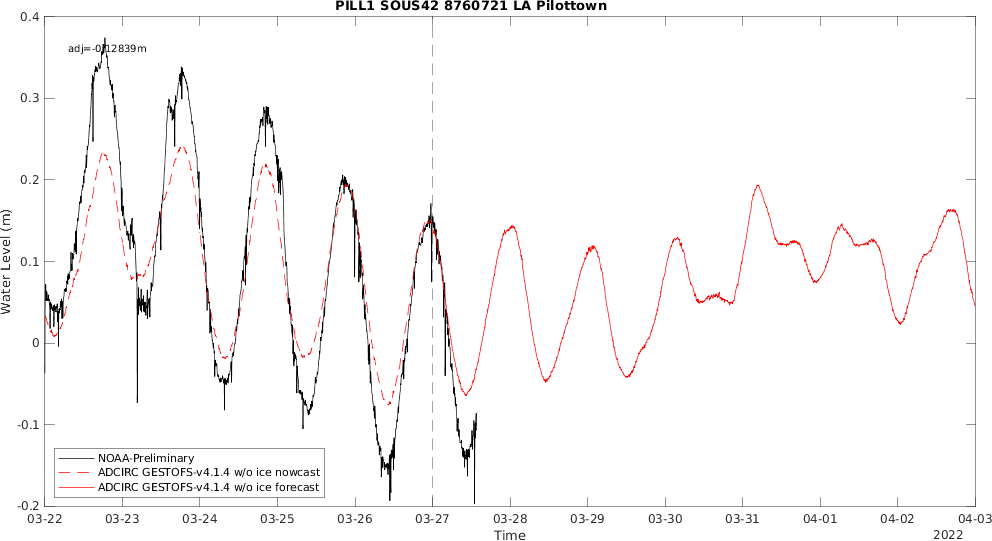 PILL1 SOUS42 8760721 LA Pilottown
adj=-0.12839m
0.4
0.3
0.2
0.1
0
-0.1
-0.2
Water Level (m)
NOAA-Preliminary
ADCIRC GESTOFS-v4.1.4 w/o ice nowcast
ADCIRC GESTOFS-v4.1.4 w/o ice forecast
03-22 03-23 03-24 03-25 03-26 03-27 03-28 03-29 03-30 03-31 04-01 04-02 04-03
Time
2022